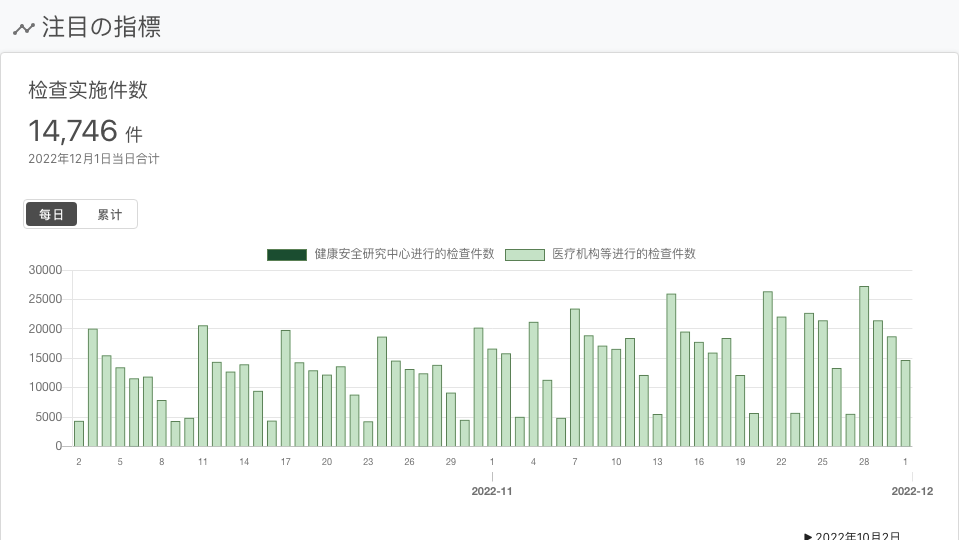 注目の指標
检查实施件数
14,746 件
2022年12月1日当日合计
每日 累计
健康安全研究中心进行的检查件数 医疗机构等进行的检查件数
30000
25000
20000
15000
10000
5000
0
2 5 8 11 14 17 20 23 26 29 1 4 7 10 13 16 19 22 25 28 1
2022-11 2022-12
▶ 2022年10月2日